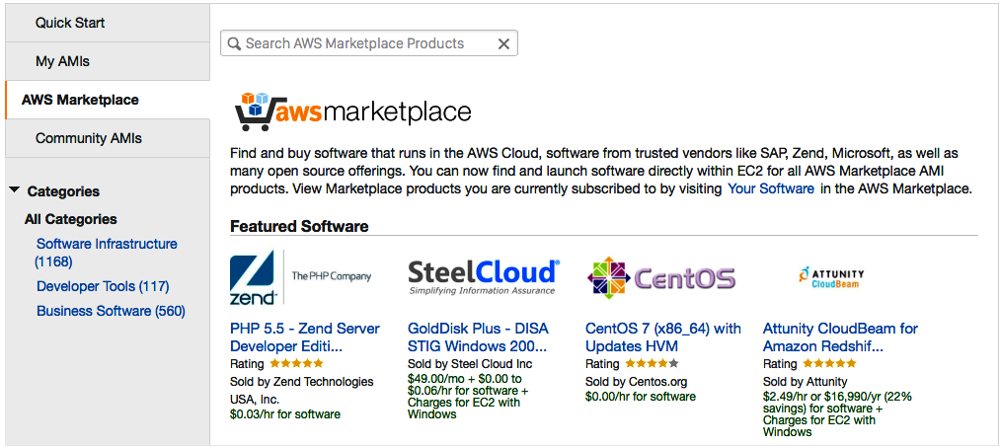 Quick Start
My AMIs
AWS Marketplace
Community AMIs
Categories
All Categories
Software Infrastructure
(1168)
Developer Tools (117)
Business Software (560)
Search AWS Marketplace Products
awsmarketplace
Find and buy software that runs in the AWS Cloud, software from trusted vendors like SAP, Zend, Microsoft, as well as
many open source offerings. You can now find and launch software directly within EC2 for all AWS Marketplace AMI
products. View Marketplace products you are currently subscribed to by visiting Your Software in the AWS Marketplace.
Featured Software
zend
The PHP Company
PHP 5.5 - Zend Server
Developer Editi...
Rating
Sold by Zend Technologies
USA, Inc.
$0.03/hr for software
SteelCloud
Simplifying Information Assurance
GoldDisk Plus - DISA
STIG Windows 200...
Sold by Steel Cloud Inc
$49.00/mo + $0.00 to
$0.06/hr for software +
Charges for EC2 with
Windows
CentOS
CentOS 7 (x86_64) with
Updates HVM
Rating
Sold by Centos.org
$0.00/hr for software
ATTUNITY
CloudBeam
Attunity CloudBeam for
Amazon Redshif...
Rating
Sold by Attunity
$2.49/hr or $16,990/yr (22%
savings) for software +
Charges for EC2 with
Windows